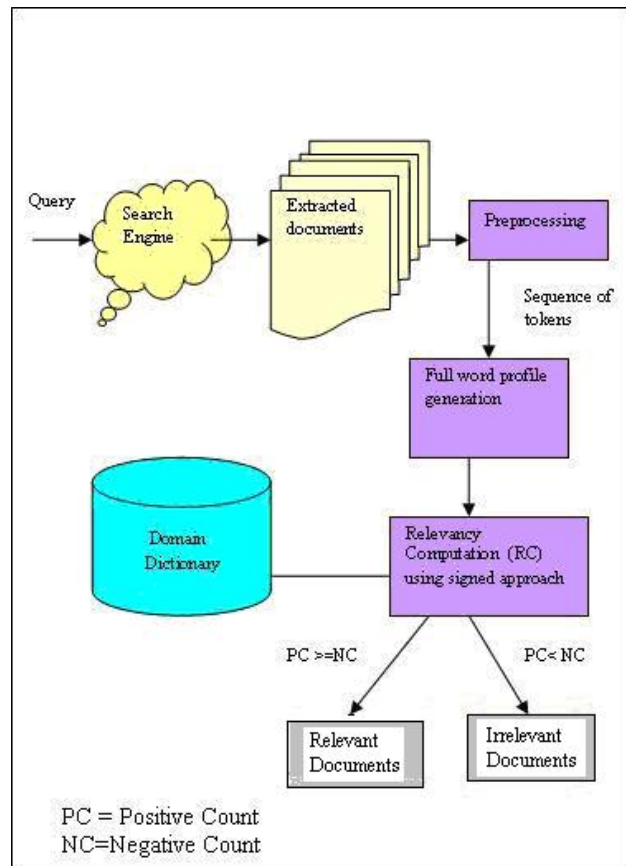 Query
Search
Engine
Extracted
documents
Preprocessing
Sequence of
tokens
Full word profile
generation
Domain
Dictionary
Relevancy
Computation (RC)
using signed approach
PC >=NC
PC< NC
Relevant
Documents
Irrelevant
Documents
PC = Positive Count
NC=Negative Count